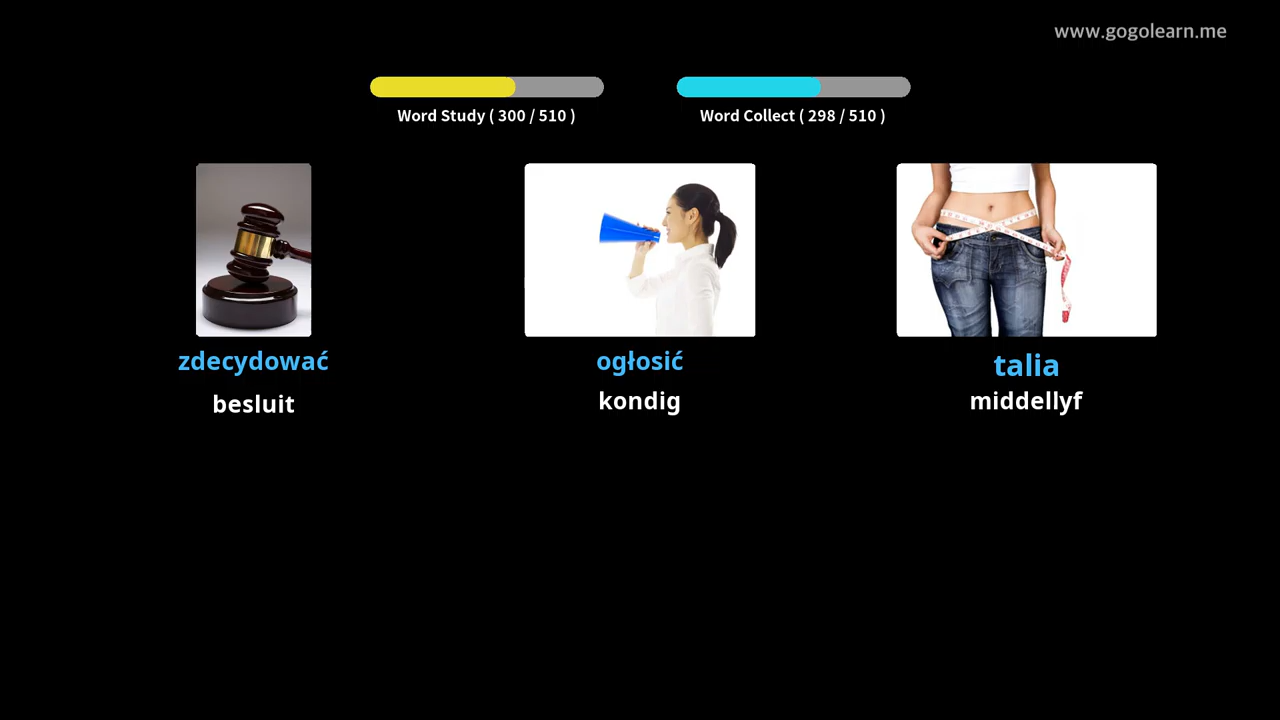 www.gogolearn.me
Word Study ( 300 / 510 )
Word Collect ( 298 / 510 )
zdecydować
besluit
ogłosić
kondig
talia
middellyf